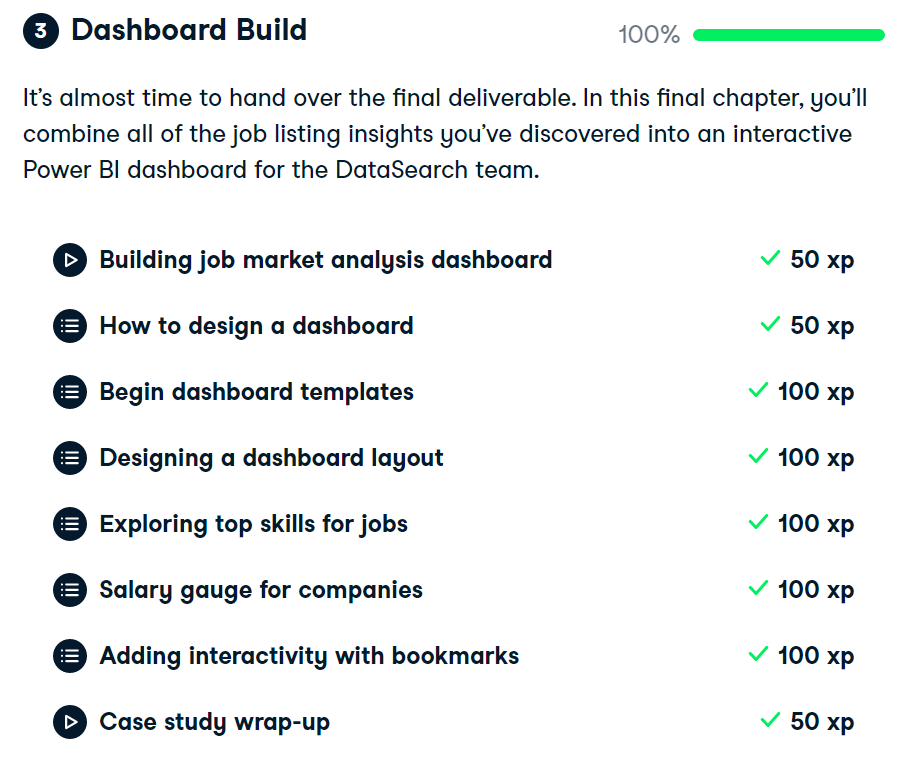 3 Dashboard Build 100%
It's almost time to hand over the final deliverable. In this final chapter, you'll
combine all of the job listing insights you've discovered into an interactive
Power BI dashboard for the DataSearch team.
Building job market analysis dashboard 50 xp
How to design a dashboard 50 xp
Begin dashboard templates 100 xp
Designing a dashboard layout 100 xp
Exploring top skills for jobs 100 xp
Salary gauge for companies 100 xp
Adding interactivity with bookmarks 100 xp
Case study wrap-up 50 xp